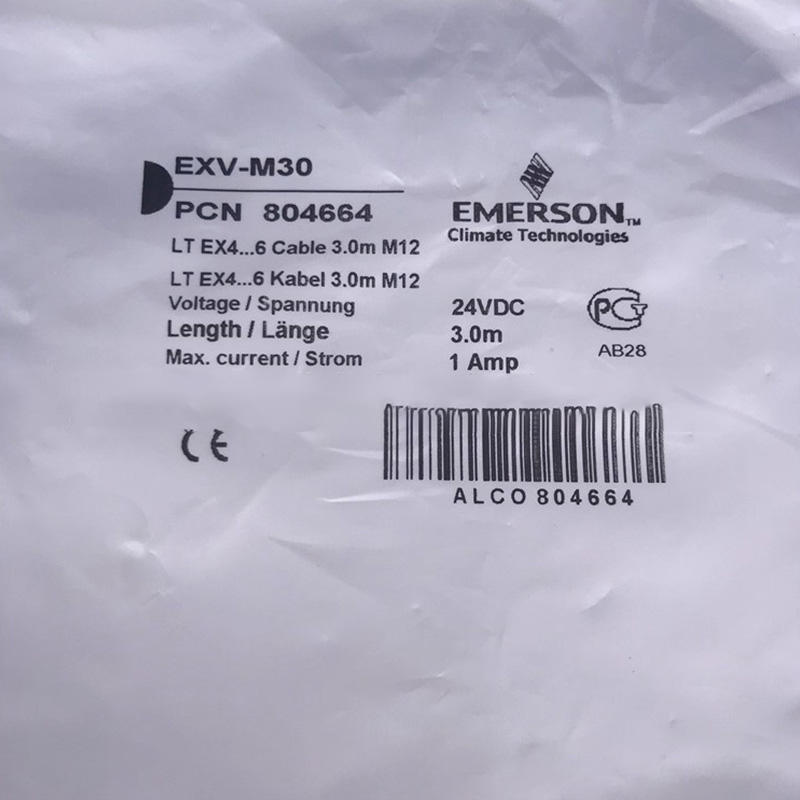 EXV-M30
PCN 804664
EMERSON™
Climate Technologies
LT EX4...6 Cable 3.0m M12
LT EX4...6 Kabel 3.0m M12
Voltage / Spannung 24VDC
Length / Länge 3.0m
Max. current / Strom 1 Amp
PCT
AB28
CE
ALCO 804664